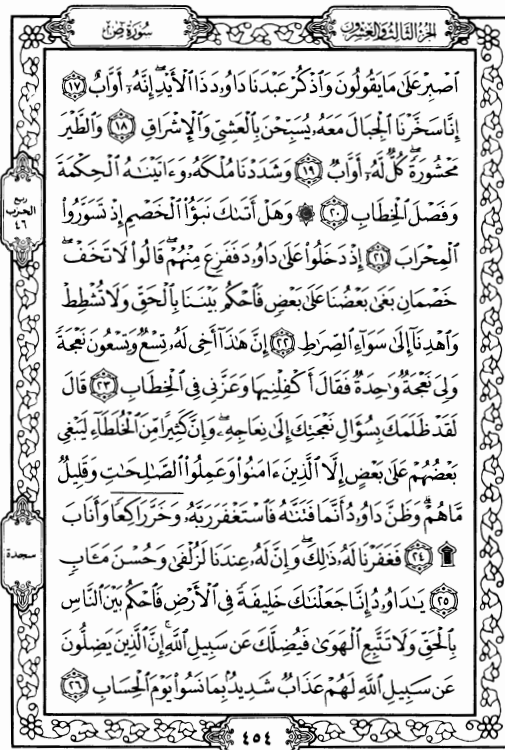 الجزء الثالث والعشرون
سورة ص
ٱصۡبِرۡ عَلَىٰ مَا يَقُولُونَ وَٱذۡكُرۡ عَبۡدَنَا دَاوُۥدَ ذَا ٱلۡأَيۡدِۖ إِنَّهُۥٓ أَوَّابٌ ١٧
إِنَّا سَخَّرۡنَا ٱلۡجِبَالَ مَعَهُۥ يُسَبِّحۡنَ بِٱلۡعَشِيِّ وَٱلۡإِشۡرَاقِ ١٨ وَٱلطَّيۡرَ
مَحۡشُورَةٗۖ كُلّٞ لَّهُۥٓ أَوَّابٞ ١٩ وَشَدَدۡنَا مُلۡكَهُۥ وَءَاتَيۡنَٰهُ ٱلۡحِكۡمَةَ
وَفَصۡلَ ٱلۡخِطَابِ ٢٠ ۞ وَهَلۡ أَتَىٰكَ نَبَؤُاْ ٱلۡخَصۡمِ إِذۡ تَسَوَّرُواْ
ٱلۡمِحۡرَابَ ٢١ إِذۡ دَخَلُواْ عَلَىٰ دَاوُۥدَ فَفَزِعَ مِنۡهُمۡۖ قَالُواْ لَا تَخَفۡۖ
خَصۡمَانِ بَغَىٰ بَعۡضُنَا عَلَىٰ بَعۡضٖ فَٱحۡكُم بَيۡنَنَا بِٱلۡحَقِّ وَلَا تُشۡطِطۡ
وَٱهۡدِنَآ إِلَىٰ سَوَآءِ ٱلصِّرَٰطِ ٢٢ إِنَّ هَٰذَآ أَخِي لَهُۥ تِسۡعٞ وَتِسۡعُونَ نَعۡجَةٗ
وَلِيَ نَعۡجَةٞ وَٰحِدَةٞ فَقَالَ أَكۡفِلۡنِيهَا وَعَزَّنِي فِي ٱلۡخِطَابِ ٢٣ قَالَ
لَقَدۡ ظَلَمَكَ بِسُؤَالِ نَعۡجَتِكَ إِلَىٰ نِعَاجِهِۦۖ وَإِنَّ كَثِيرٗا مِّنَ ٱلۡخُلَطَآءِ لَيَبۡغِي
بَعۡضُهُمۡ عَلَىٰ بَعۡضٍ إِلَّا ٱلَّذِينَ ءَامَنُواْ وَعَمِلُواْ ٱلصَّٰلِحَٰتِ وَقَلِيلٞ
مَّا هُمۡۗ وَظَنَّ دَاوُۥدُ أَنَّمَا فَتَنَّٰهُ فَٱسۡتَغۡفَرَ رَبَّهُۥ وَخَرَّۤ رَاكِعٗاۤ وَأَنَابَ
۩ ٢٤ فَغَفَرۡنَا لَهُۥ ذَٰلِكَۖ وَإِنَّ لَهُۥ عِندَنَا لَزُلۡفَىٰ وَحُسۡنَ مَـَٔابٖ
٢٥ يَٰدَاوُۥدُ إِنَّا جَعَلۡنَٰكَ خَلِيفَةٗ فِي ٱلۡأَرۡضِ فَٱحۡكُم بَيۡنَ ٱلنَّاسِ
بِٱلۡحَقِّ وَلَا تَتَّبِعِ ٱلۡهَوَىٰ فَيُضِلَّكَ عَن سَبِيلِ ٱللَّهِۚ إِنَّ ٱلَّذِينَ يَضِلُّونَ
عَن سَبِيلِ ٱللَّهِ لَهُمۡ عَذَابٞ شَدِيدُۢ بِمَا نَسُواْ يَوۡمَ ٱلۡحِسَابِ ٢٦
ربع
الحزب
٤٦
سجدة
٤٥٤